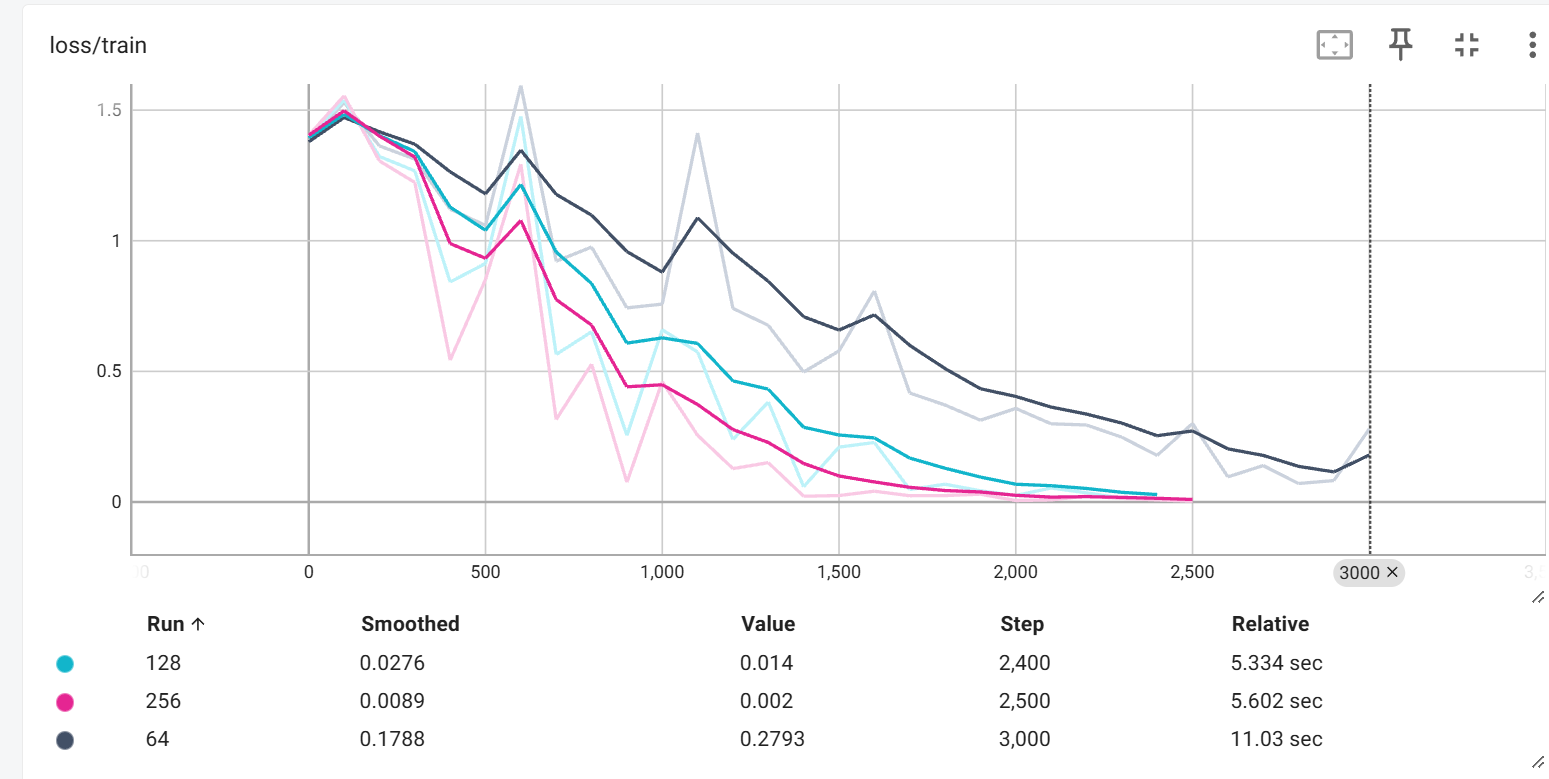 loss/train
1.5
1
0.5
0
0 500 1,000 1,500 2,000 2,500 3000 ×
Run ↑ Smoothed Value Step Relative
128 0.0276 0.014 2,400 5.334 sec
256 0.0089 0.002 2,500 5.602 sec
64 0.1788 0.2793 3,000 11.03 sec